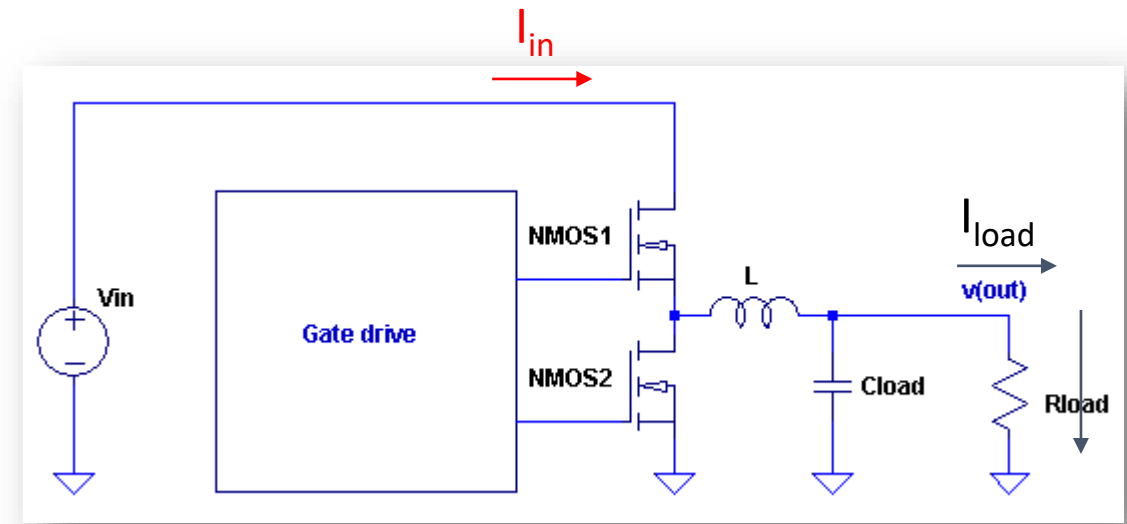 Iin
NMOS1
Iload
Vin
L
v(out)
+
Gate drive
−
NMOS2
Cload
Rload